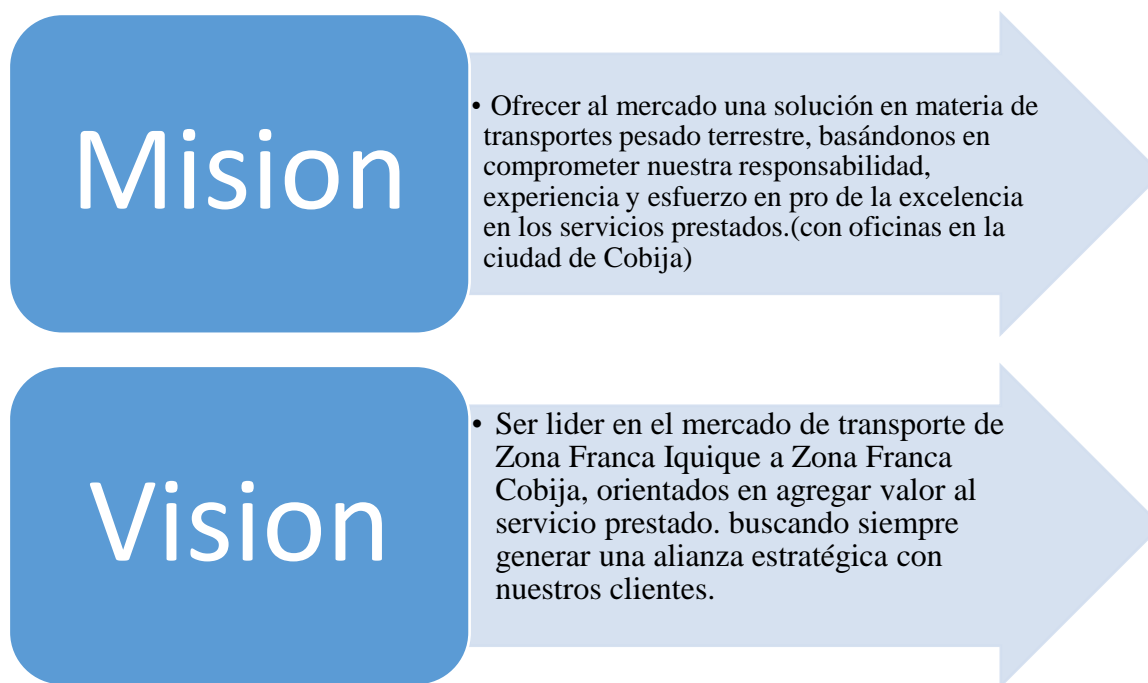 Mision
• Ofrecer al mercado una solución en materia de
transportes pesado terrestre, basándonos en
comprometer nuestra responsabilidad,
experiencia y esfuerzo en pro de la excelencia
en los servicios prestados.(con oficinas en la
ciudad de Cobija)
Vision
• Ser lider en el mercado de transporte de
Zona Franca Iquique a Zona Franca
Cobija, orientados en agregar valor al
servicio prestado. buscando siempre
generar una alianza estratégica con
nuestros clientes.